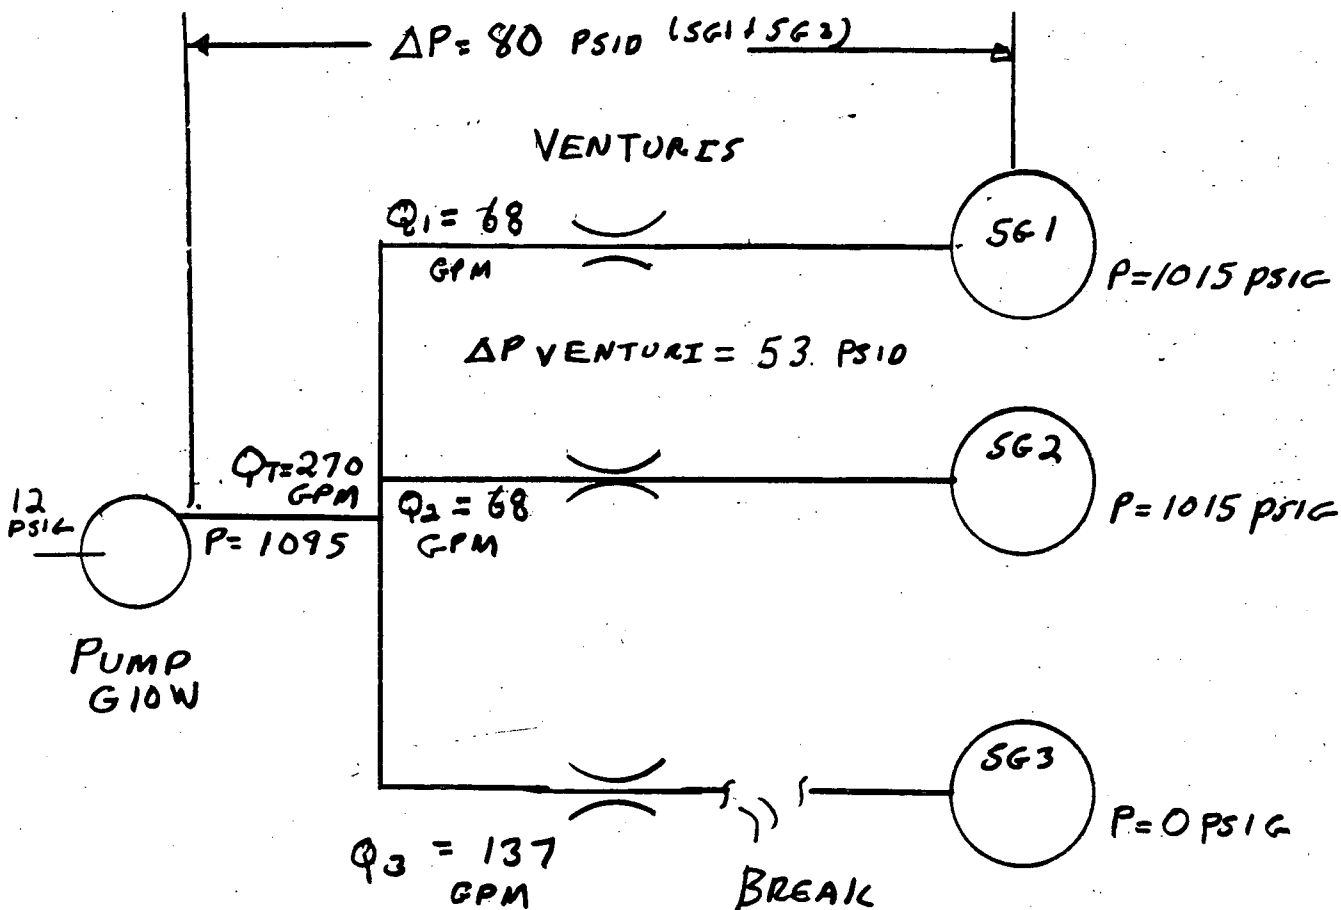 ΔP= 80 PSID (SG1 & SG2)
VENTURIS
Q1 = 68
GPM
SG1
P=1015 PSIG
ΔP VENTURI = 53. PSID
SG2
QT=270
GPM
Q2 = 68
GPM
P=1015 PSIG
12
PSIG
P= 1095
PUMP
G10W
SG3
P=0 PSIG
Q3 = 137
GPM
BREAK